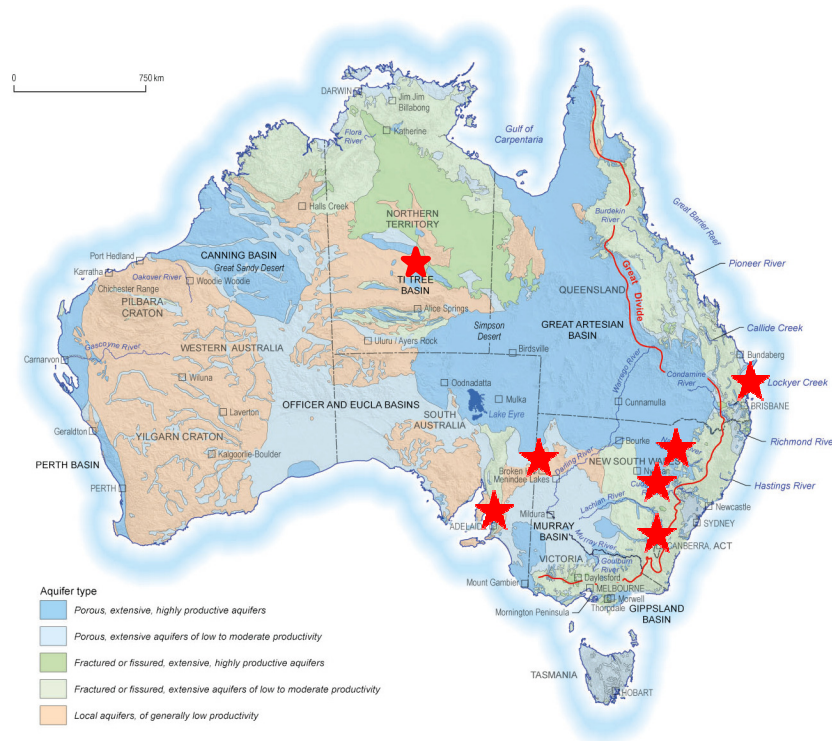 0
750 km
DARWIN
Jim Jim
Billabong
Katherine
Flora
River
Gulf of
Carpentaria
Halls Creek
NORTHERN
TERRITORY
Burdekin
River
Great Barrier Reef
CANNING BASIN
Great Sandy Desert
Port Hedland
Karratha
Dakover River
Woodie Woodie
Chichester Range
PILBARA
CRATON
TI TREE
BASIN
Alice Springs
Pioneer River
QUEENSLAND
Great Divide
GREAT ARTESIAN
BASIN
Simpson
Desert
Callide Creek
Gascoyne River
Carnarvon
WESTERN AUSTRALIA
Uluru / Ayers Rock
Birdsville
Bundaberg
Wiluna
Oodnadatta
Warrego River
Condamine
River
Lockyer Creek
OFFICER AND EUCLA BASINS
Mulka
Cunnamulla
BRISBANE
Laverton
SOUTH
AUSTRALIA
Lake Eyre
Geraldton
YILGARN CRATON
Bourke
Richmond Rive
Kalgoorlie-Boulder
PERTH BASIN
Broken
Darling River
NEW SOUTH WALES
Menindee Lakes
PERTH
Hastings River
Lachlan River
Newcastle
ADELAIDE
Mildura
SYDNEY
MURRAY
BASIN
Murray River
CANBERRA, ACT
VICTORIA
Goulburn
River
Mount Gambier
Daylesford
MELBOURNE
Mornington Peninsula
Morwell
Thorpdale
GIPPSLAND
BASIN
TASMANIA
HOBART
Aquifer type
Porous, extensive, highly productive aquifers
Porous, extensive aquifers of low to moderate productivity
Fractured or fissured, extensive, highly productive aquifers
Fractured or fissured, extensive aquifers of low to moderate productivity
Local aquifers, of generally low productivity